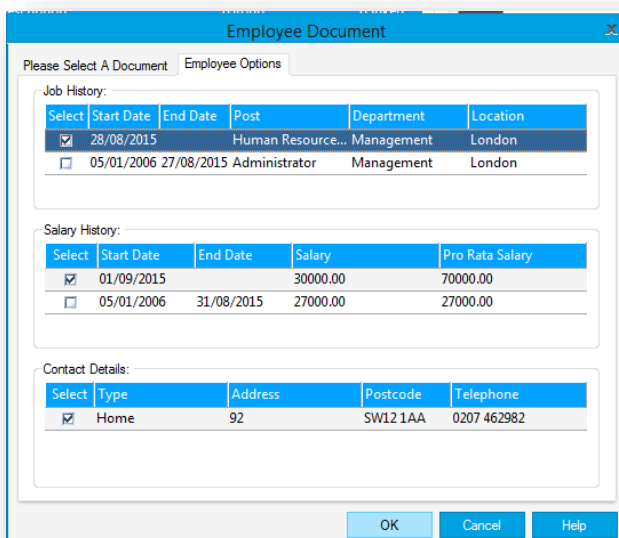 Employee Document
x
Please Select A Document Employee Options
Job History:
Select Start Date End Date Post Department Location
28/08/2015 Human Resource... Management London
05/01/2006 27/08/2015 Administrator Management London
Salary History:
Select Start Date End Date Salary Pro Rata Salary
01/09/2015 30000.00 70000.00
05/01/2006 31/08/2015 27000.00 27000.00
Contact Details:
Select Type Address Postcode Telephone
Home 92 SW12 1AA 0207 462982
OK Cancel Help